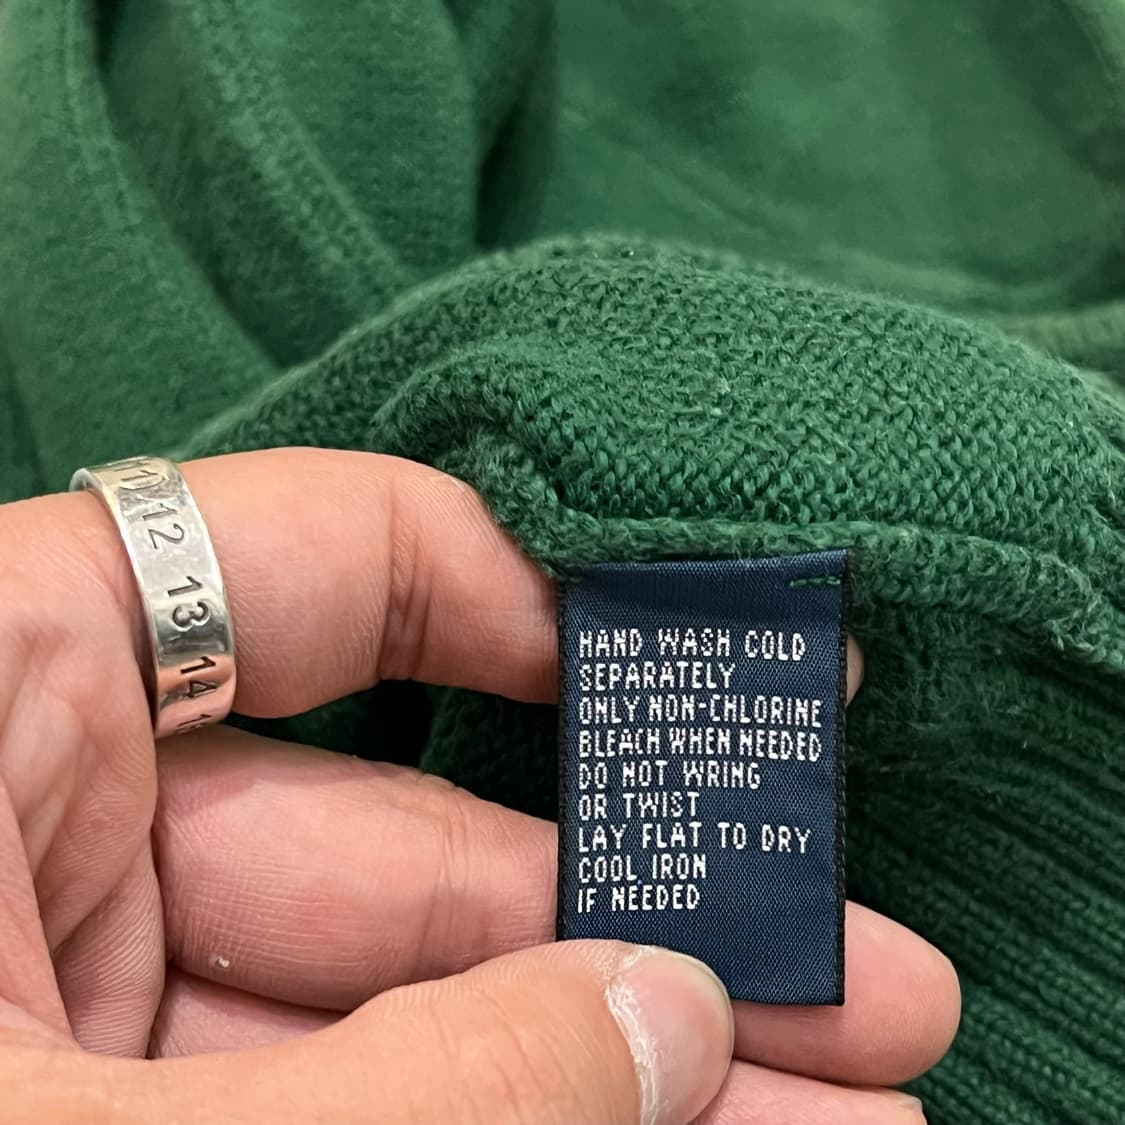 12
13
14
HAND WASH COLD
SEPARATELY
ONLY NON-CHLORINE
BLEACH WHEN NEEDED
DO NOT WRING
OR TWIST
LAY FLAT TO DRY
COOL IRON
IF NEEDED